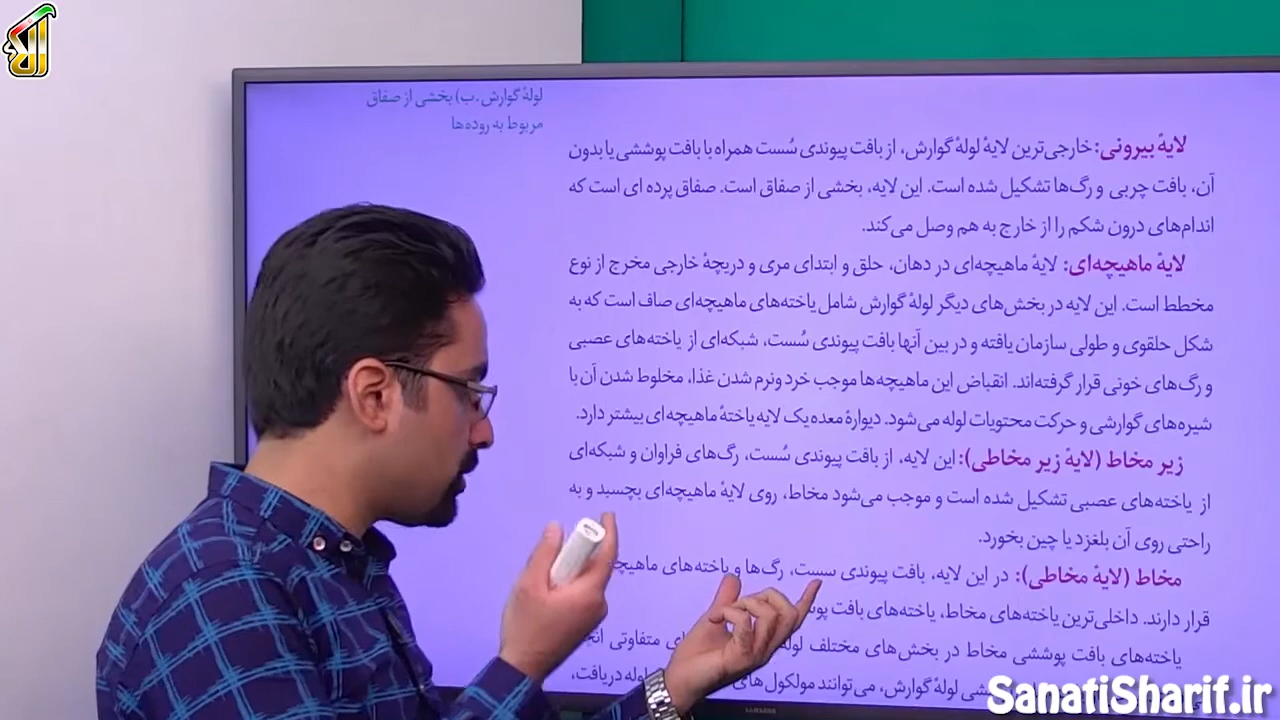 لولهٔ گوارش. ب) بخشی از صفاق
مربوط به روده‌ها
لایهٔ بیرونی: خارجی‌ترین لایهٔ لولهٔ گوارش، از بافت پیوندی سُست همراه با بافت پوششی یا بدون
آن، بافت چربی و رگ‌ها تشکیل شده است. این لایه، بخشی از صفاق است. صفاق پرده ای است که
اندام‌های درون شکم را از خارج به هم وصل می‌کند.
لایهٔ ماهیچه‌ای: لایهٔ ماهیچه‌ای در دهان، حلق و ابتدای مری و دریچهٔ خارجی مخرج از نوع
مخطط است. این لایه در بخش‌های دیگر لولهٔ گوارش شامل یاخته‌های ماهیچه‌ای صاف است که به
شکل حلقوی و طولی سازمان یافته و در بین آنها بافت پیوندی سُست، شبکه‌ای از یاخته‌های عصبی
و رگ‌های خونی قرار گرفته‌اند. انقباض این ماهیچه‌ها موجب خرد ونرم شدن غذا، مخلوط شدن آن با
شیره‌های گوارشی و حرکت محتویات لوله می‌شود. دیوارهٔ معده یک لایه یاختهٔ ماهیچه ای بیشتر دارد.
زیر مخاط (لایهٔ زیر مخاطی): این لایه، از بافت پیوندی سُست، رگ‌های فراوان و شبکه‌ای
از یاخته‌های عصبی تشکیل شده است و موجب می‌شود مخاط، روی لایهٔ ماهیچه‌ای بچسبد و به
راحتی روی آن بلغزد یا چین بخورد.
مخاط (لایهٔ مخاطی): در این لایه، بافت پیوندی سست، رگ‌ها و یاخته‌های
قرار دارند. داخلی‌ترین یاخته‌های مخاط، یاخته‌های بافت
یاخته‌های بافت پوششی مخاط در بخش‌های مختلف متفاوتی
لولهٔ گوارش، می‌توانند مولکول‌های لوله دریافت،
SanatiSharif.ir
SAMSUNG